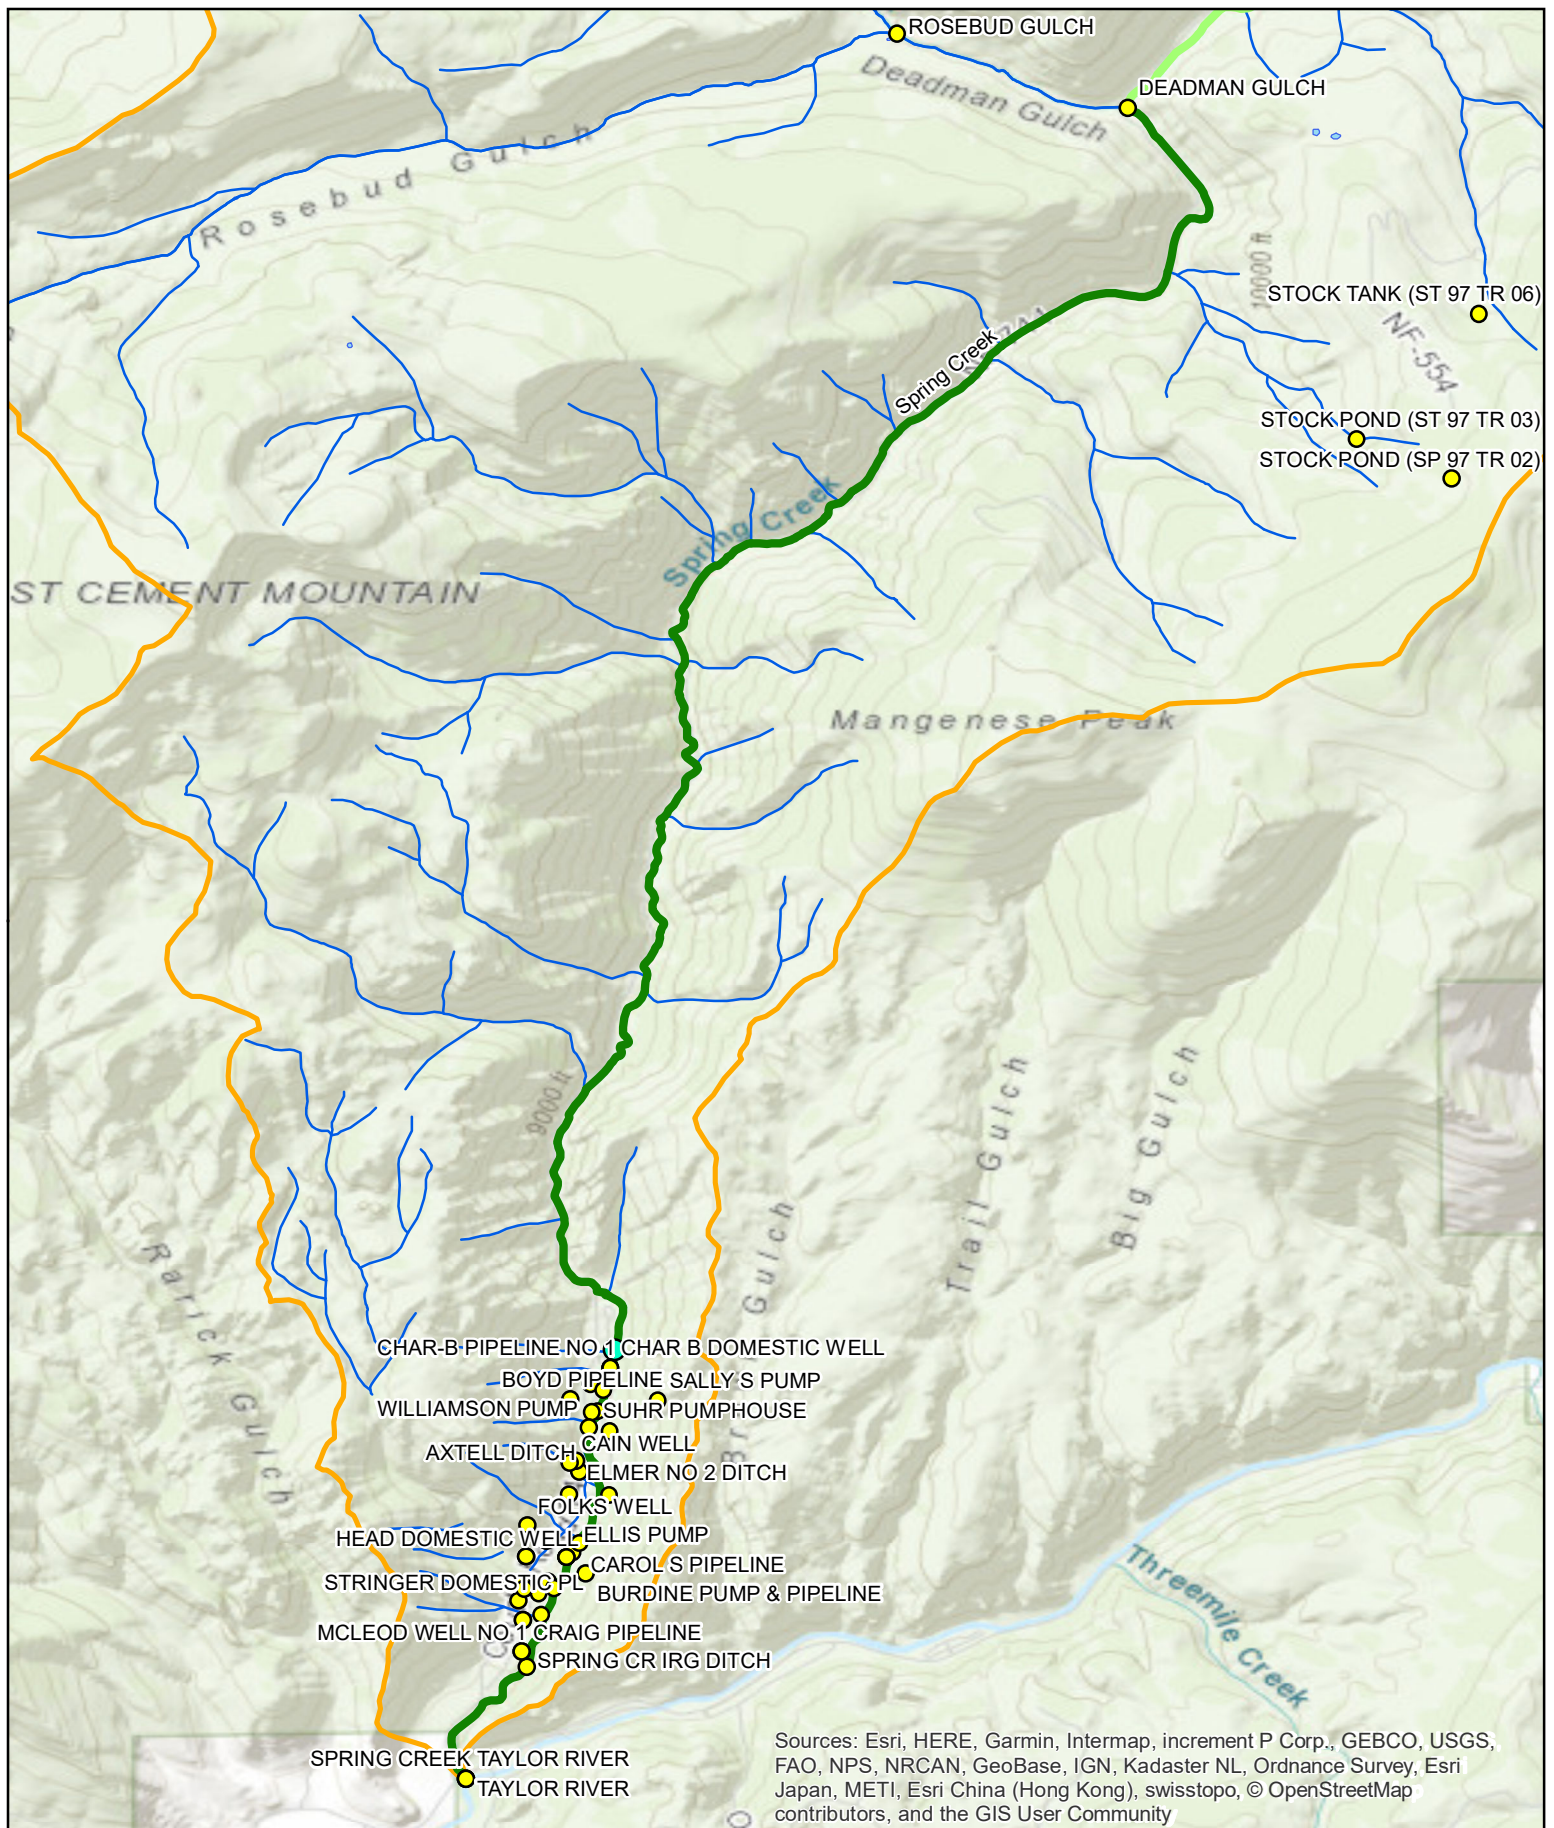 ROSEBUD GULCH
Deadman Gulch
DEADMAN GULCH
Rosebud Gulch
10000 ft
STOCK TANK (ST 97 TR 06)
NF-554
Spring Creek
STOCK POND (ST 97 TR 03)
STOCK POND (SP 97 TR 02)
Spring Creek
ST CEMENT MOUNTAIN
Mangenese Peak
9000 ft
Trail Gulch
Big Gulch
Gulch
Rarick Gulch
CHAR-B PIPELINE NO 1 CHAR B DOMESTIC WELL
BOYD PIPELINE SALLY S PUMP
WILLIAMSON PUMP SUHR PUMPHOUSE
AXTELL DITCH CAIN WELL
ELMER NO 2 DITCH
FOLKS WELL
HEAD DOMESTIC WELL ELLIS PUMP
CAROL S PIPELINE
STRINGER DOMESTIC PL
BURDINE PUMP & PIPELINE
MCLEOD WELL NO 1 CRAIG PIPELINE
SPRING CR IRG DITCH
Threemile Creek
SPRING CREEK TAYLOR RIVER
TAYLOR RIVER
Sources: Esri, HERE, Garmin, Intermap, increment P Corp., GEBCO, USGS,
FAO, NPS, NRCAN, GeoBase, IGN, Kadaster NL, Ordnance Survey, Esri
Japan, METI, Esri China (Hong Kong), swisstopo, © OpenStreetMap
contributors, and the GIS User Community